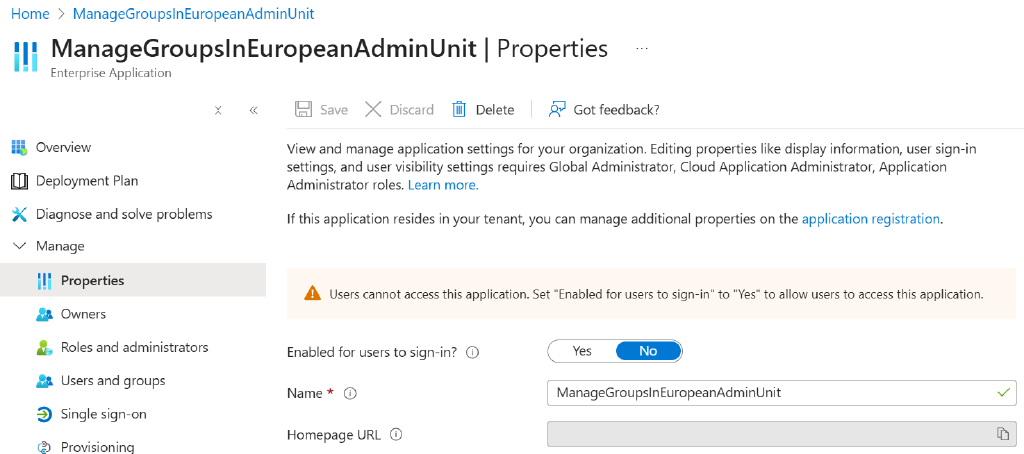 Home > ManageGroupsInEuropeanAdminUnit
ManageGroupsInEuropeanAdminUnit | Properties ...
Enterprise Application
Save Discard Delete Got feedback?
Overview
Deployment Plan
Diagnose and solve problems
Manage
Properties
Owners
Roles and administrators
Users and groups
Single sign-on
Provisioning
View and manage application settings for your organization. Editing properties like display information, user sign-in
settings, and user visibility settings requires Global Administrator, Cloud Application Administrator, Application
Administrator roles. Learn more.
If this application resides in your tenant, you can manage additional properties on the application registration.
Users cannot access this application. Set "Enabled for users to sign-in" to "Yes" to allow users to access this application.
Enabled for users to sign-in? Yes No
Name * ManageGroupsInEuropeanAdminUnit
Homepage URL